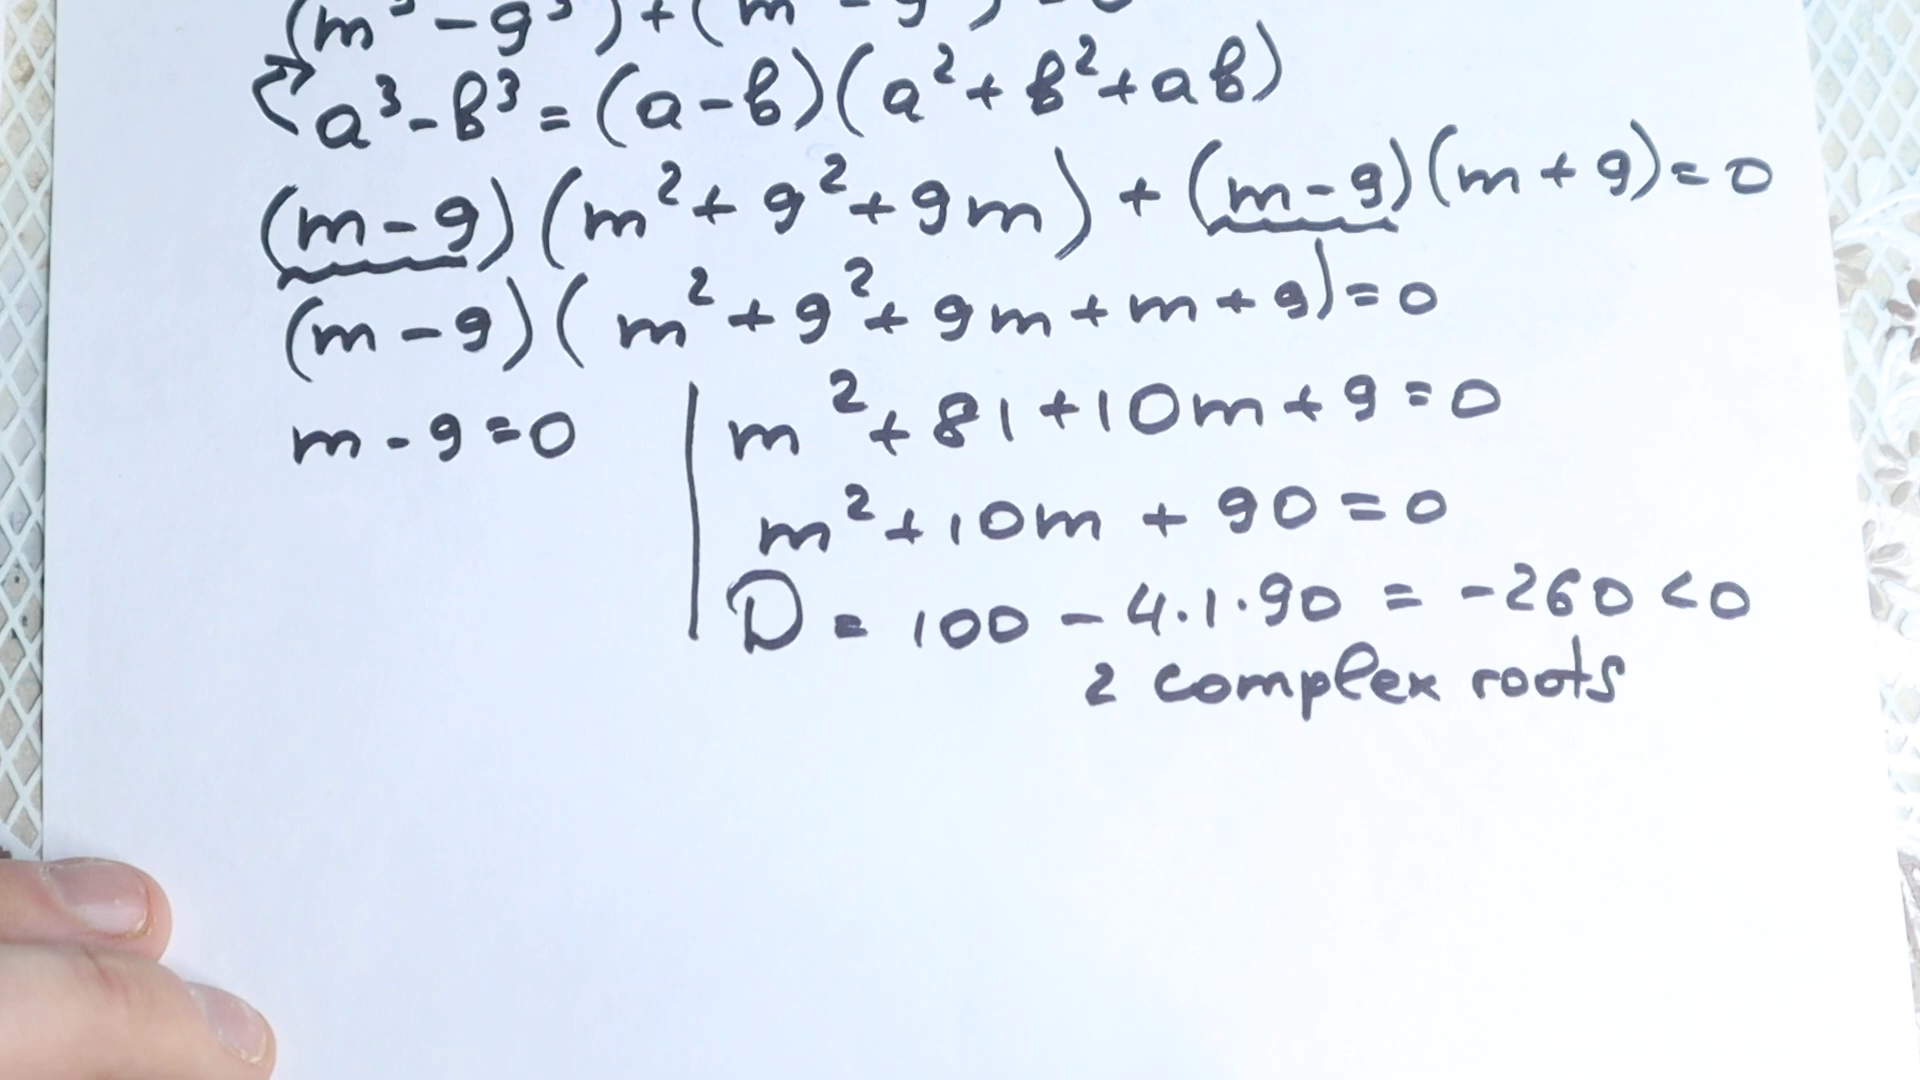 (m³ - 9³) + (m
a³ - b³ = (a - b)(a² + b² + ab)
(m - 9)(m² + 9² + 9m) + (m - 9)(m + 9) = 0
(m - 9)(m² + 9² + 9m + m + 9) = 0
m - 9 = 0 | m² + 81 + 10m + 9 = 0
m² + 10m + 90 = 0
D = 100 - 4·1·90 = -260 < 0
2 complex roots